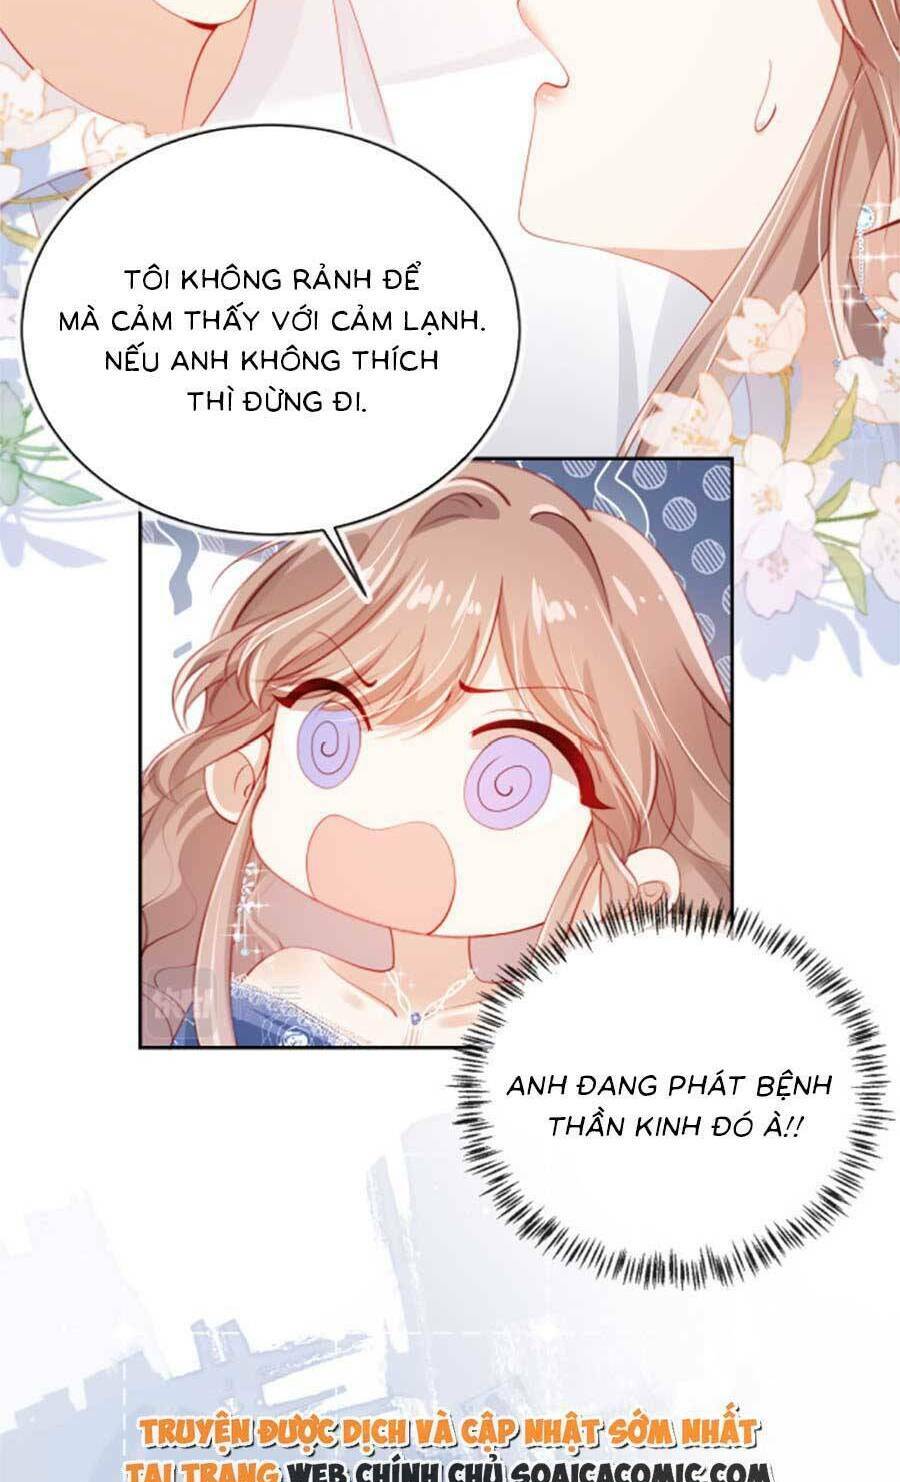 TÔI KHÔNG RẢNH ĐỂ
MÀ CẢM THẤY VỚI CẢM LẠNH.
NẾU ANH KHÔNG THÍCH
THÌ ĐỪNG ĐI.
ANH ĐANG PHÁT BỆNH
THẦN KINH ĐÓ À!!
TRUYỆN ĐƯỢC DỊCH VÀ CẬP NHẬT SỚM NHẤT
TẠI TRANG WEB CHÍNH CHỦ SOAICACOMIC.COM